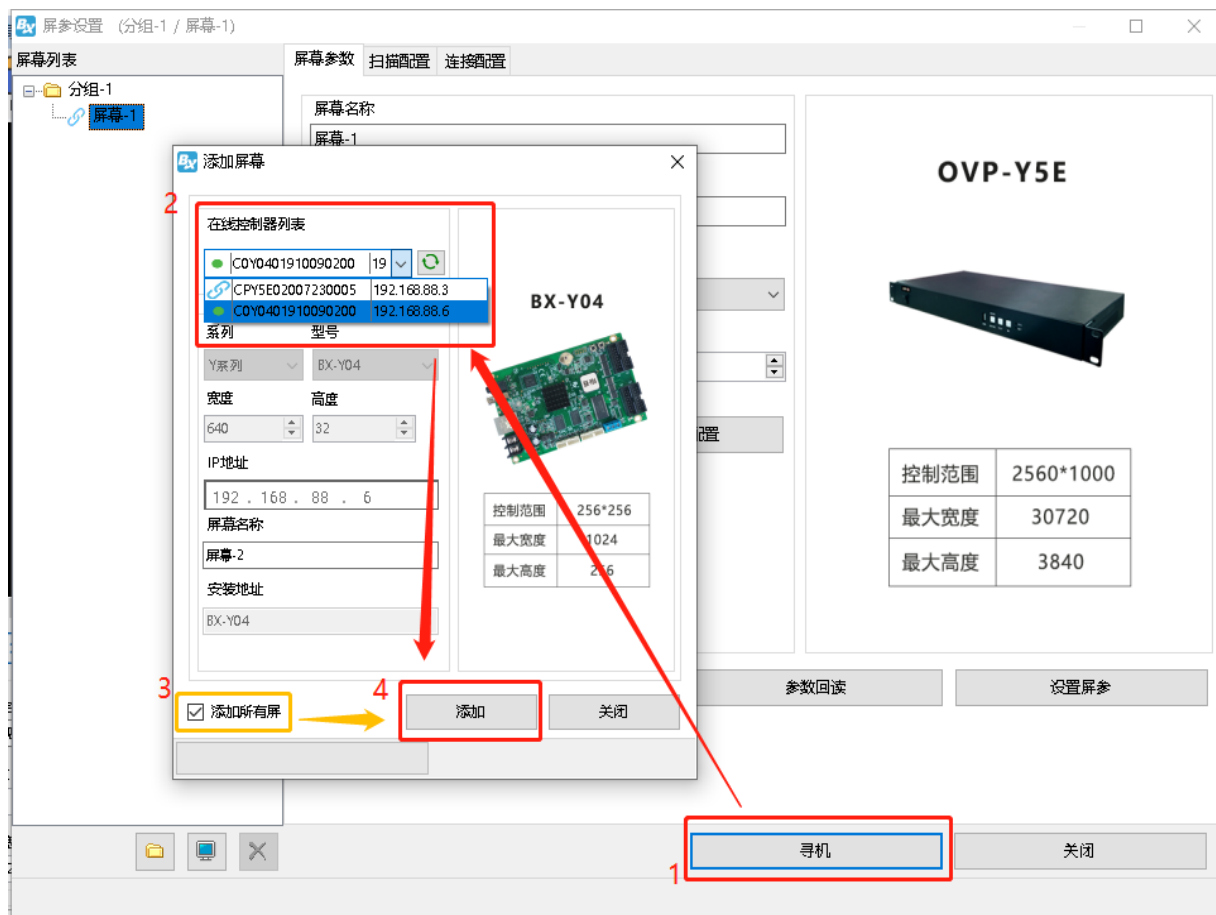 BX 屏参设置 (分组-1 / 屏幕-1)
屏幕列表
屏幕参数 扫描配置 连接配置
分组-1
屏幕-1
屏幕名称
屏幕-1
配置
OVP-Y5E
控制范围 2560*1000
最大宽度 30720
最大高度 3840
参数回读
设置屏参
BX 添加屏幕
2
在线控制器列表
C0Y0401910090200 19
CPY5E02007230005 192.168.88.3
C0Y0401910090200 192.168.88.6
系列 型号
Y系列 BX-Y04
宽度 高度
640 32
IP地址
192 . 168 . 88 . 6
屏幕名称
屏幕-2
安装地址
BX-Y04
BX-Y04
控制范围 256*256
最大宽度 1024
最大高度 256
3
添加所有屏
4
添加
关闭
1
寻机
关闭